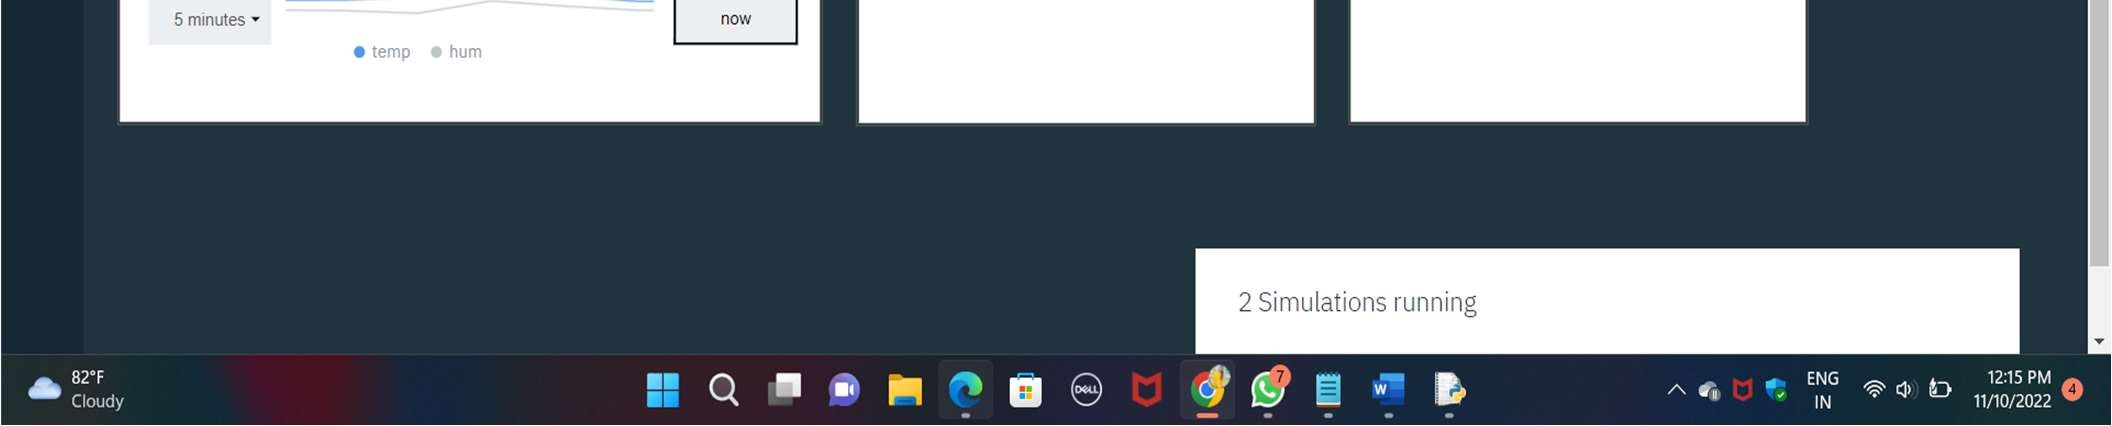 5 minutes
now
temp hum
2 Simulations running
82°F
Cloudy
DELL
W
7
ENG
IN
12:15 PM
11/10/2022
4